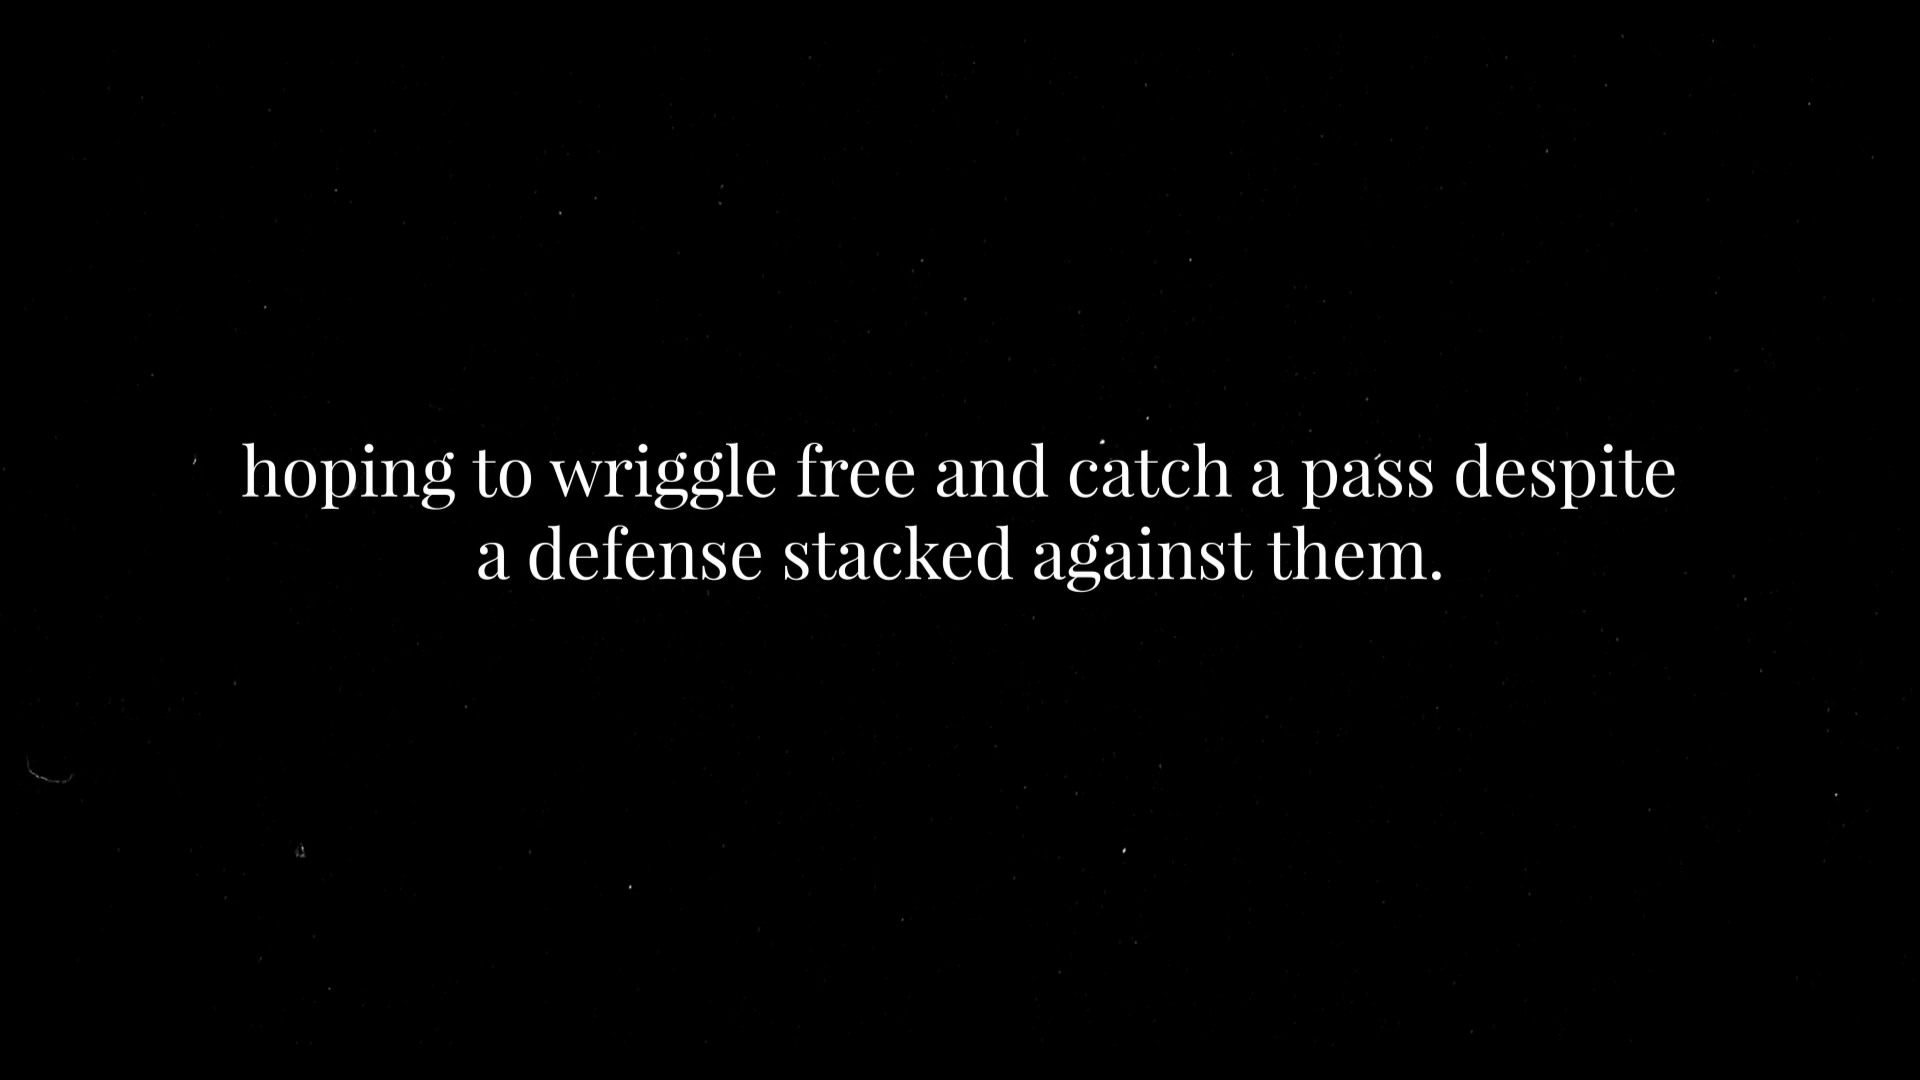 hoping to wriggle free and catch a pass despite
a defense stacked against them.